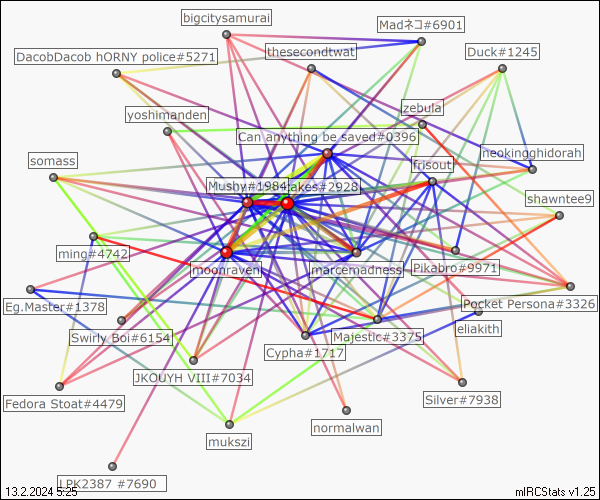 bigcitysamurai
Madネコ#6901
DacobDacob hORNY police#5271
thesecondtwat
Duck#1245
zebula
yoshimanden
Can anything be saved#0396
neokingghidorah
somass
frisout
Mushy#1984
takes#2928
shawntee9
ming#4742
moonraven
marcemadness
Pikabro#9971
Eg.Master#1378
Pocket Persona#3326
Swirly Boi#6154
Majestic#3375
eliakith
Cypha#1717
JKOUYH VIII#7034
Fedora Stoat#4479
Silver#7938
normalwan
mukszi
LPK2387 #7690
13.2.2024 5:25
mIRCStats v1.25